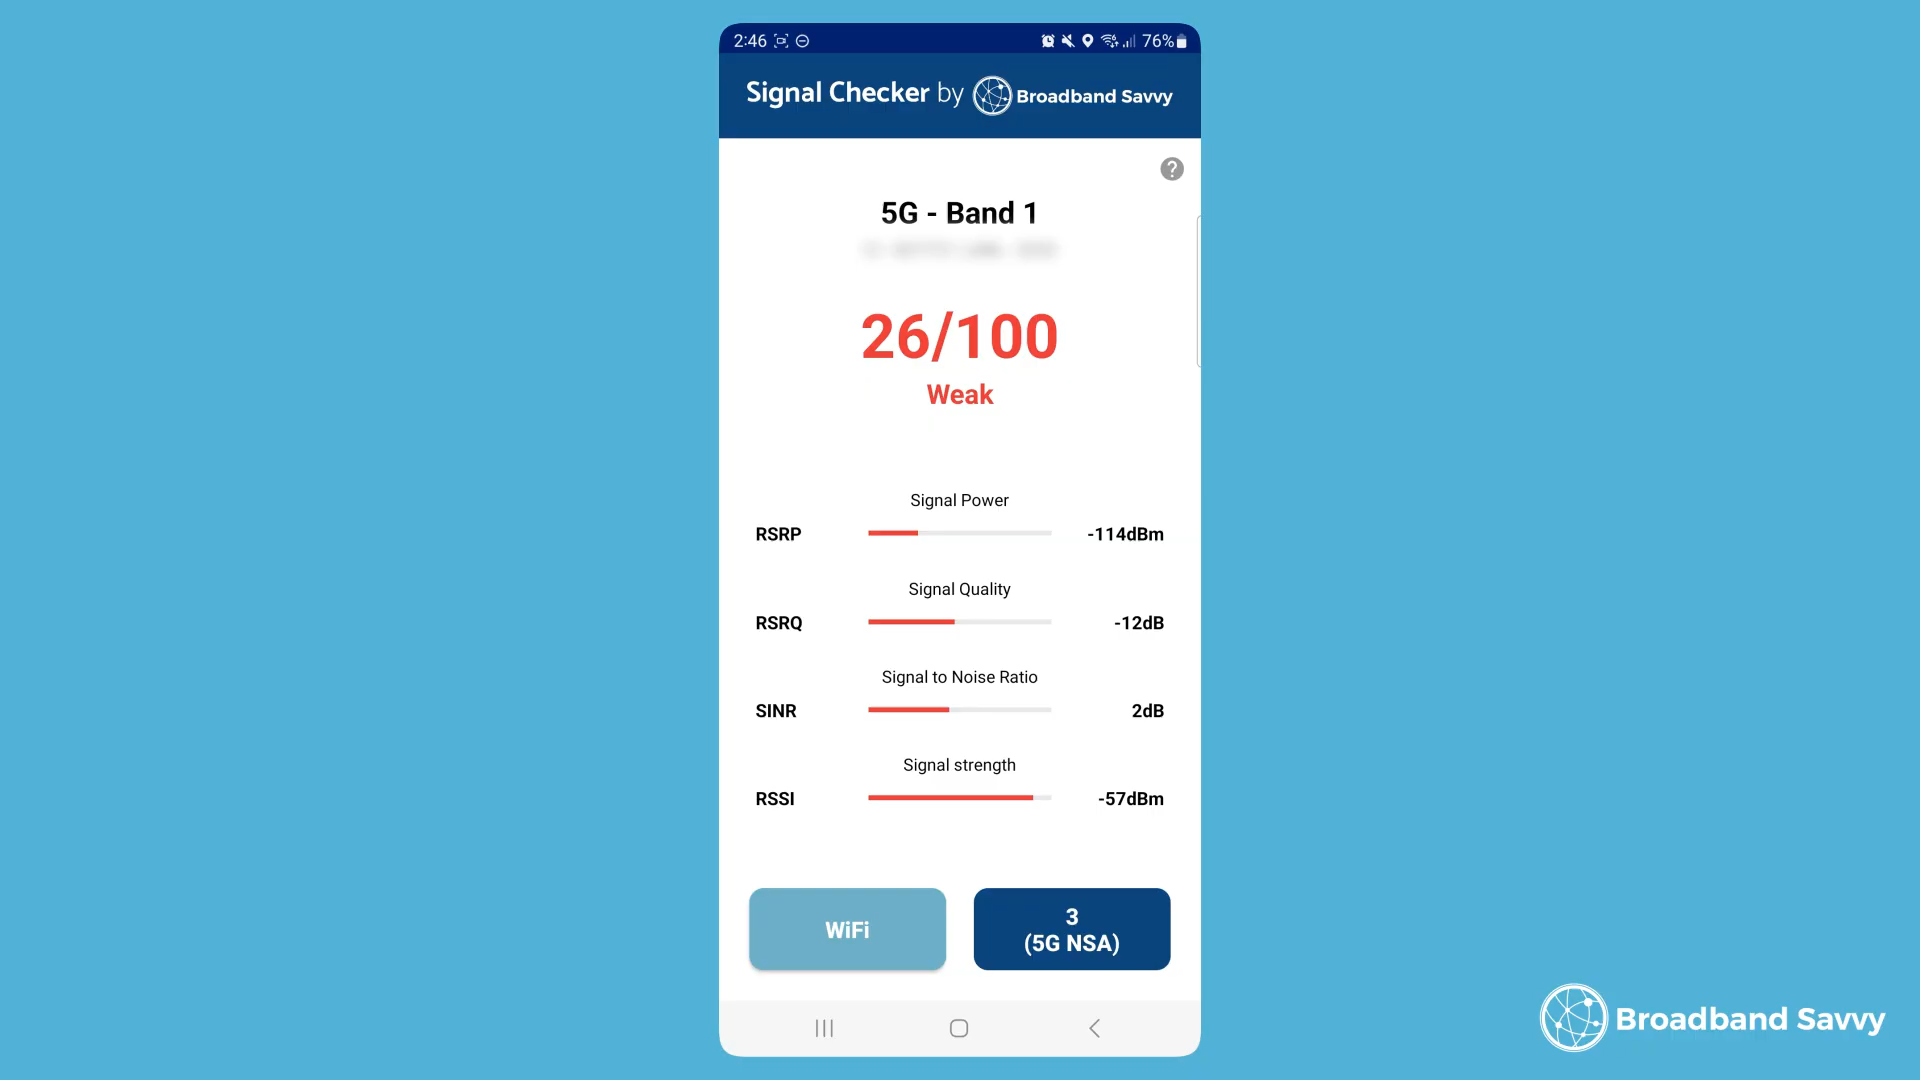 2:46 76%
Signal Checker by Broadband Savvy
?
5G - Band 1
26/100
Weak
Signal Power
RSRP -114dBm
Signal Quality
RSRQ -12dB
Signal to Noise Ratio
SINR 2dB
Signal strength
RSSI -57dBm
WiFi
3
(5G NSA)
Broadband Savvy